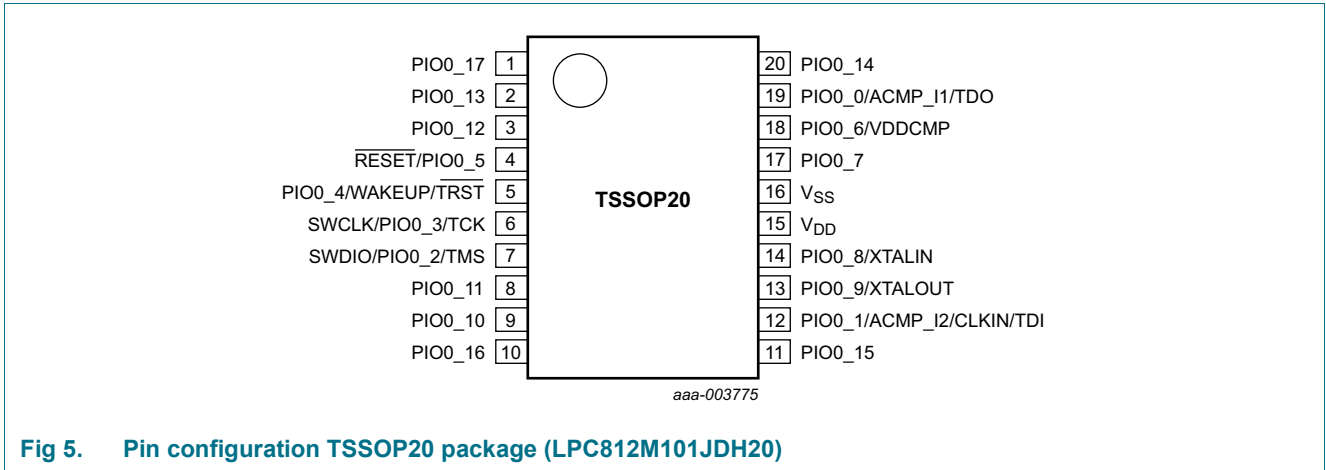 PIO0_17 1 20 PIO0_14
PIO0_13 2 19 PIO0_0/ACMP_I1/TDO
PIO0_12 3 18 PIO0_6/VDDCMP
RESET/PIO0_5 4 17 PIO0_7
PIO0_4/WAKEUP/TRST 5 TSSOP20 16 VSS
SWCLK/PIO0_3/TCK 6 15 VDD
SWDIO/PIO0_2/TMS 7 14 PIO0_8/XTALIN
PIO0_11 8 13 PIO0_9/XTALOUT
PIO0_10 9 12 PIO0_1/ACMP_I2/CLKIN/TDI
PIO0_16 10 11 PIO0_15
aaa-003775
Fig 5. Pin configuration TSSOP20 package (LPC812M101JDH20)